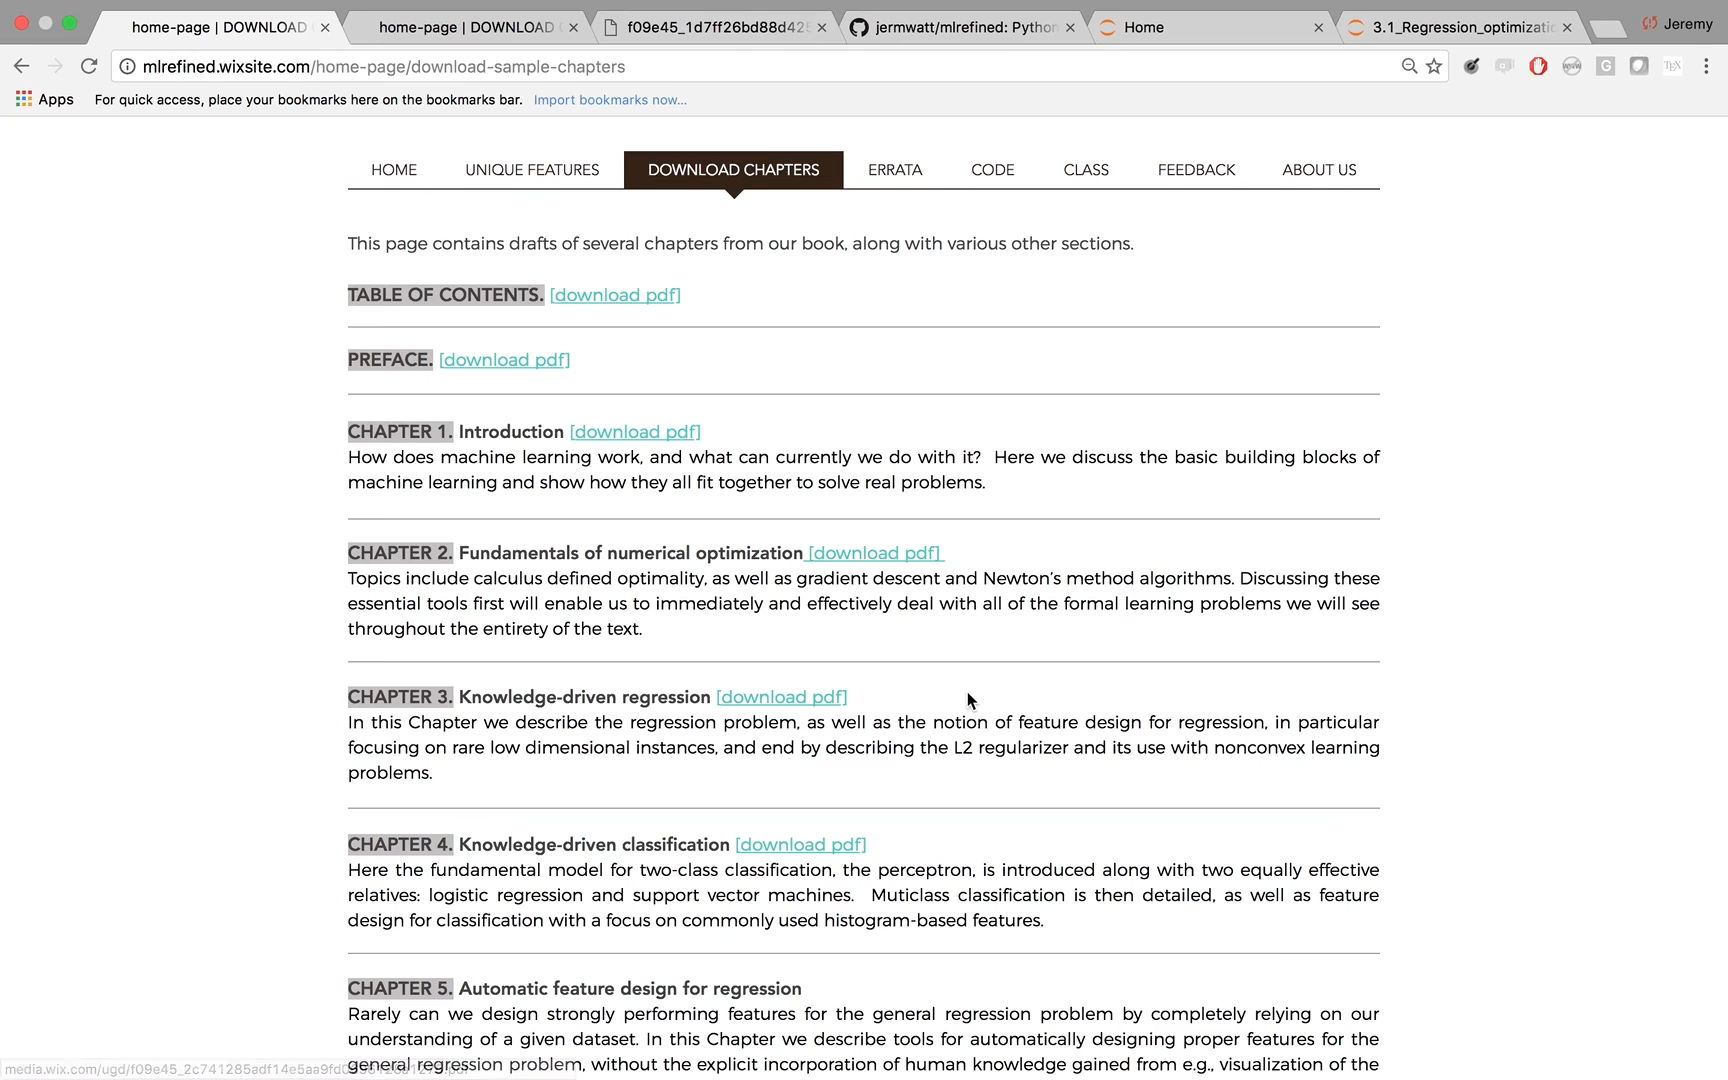 home-page | DOWNLOAD
home-page | DOWNLOAD
f09e45_1d7ff26bd88d425
jermwatt/mlrefined: Python
Home
3.1_Regression_optimizatio
Jeremy
mlrefined.wixsite.com/home-page/download-sample-chapters
Apps
For quick access, place your bookmarks here on the bookmarks bar. Import bookmarks now...
HOME UNIQUE FEATURES DOWNLOAD CHAPTERS ERRATA CODE CLASS FEEDBACK ABOUT US
This page contains drafts of several chapters from our book, along with various other sections.
TABLE OF CONTENTS. [download pdf]
PREFACE. [download pdf]
CHAPTER 1. Introduction [download pdf]
How does machine learning work, and what can currently we do with it? Here we discuss the basic building blocks of
machine learning and show how they all fit together to solve real problems.
CHAPTER 2. Fundamentals of numerical optimization [download pdf]
Topics include calculus defined optimality, as well as gradient descent and Newton's method algorithms. Discussing these
essential tools first will enable us to immediately and effectively deal with all of the formal learning problems we will see
throughout the entirety of the text.
CHAPTER 3. Knowledge-driven regression [download pdf]
In this Chapter we describe the regression problem, as well as the notion of feature design for regression, in particular
focusing on rare low dimensional instances, and end by describing the L2 regularizer and its use with nonconvex learning
problems.
CHAPTER 4. Knowledge-driven classification [download pdf]
Here the fundamental model for two-class classification, the perceptron, is introduced along with two equally effective
relatives: logistic regression and support vector machines. Muticlass classification is then detailed, as well as feature
design for classification with a focus on commonly used histogram-based features.
CHAPTER 5. Automatic feature design for regression
Rarely can we design strongly performing features for the general regression problem by completely relying on our
understanding of a given dataset. In this Chapter we describe tools for automatically designing proper features for the
general regression problem, without the explicit incorporation of human knowledge gained from e.g., visualization of the